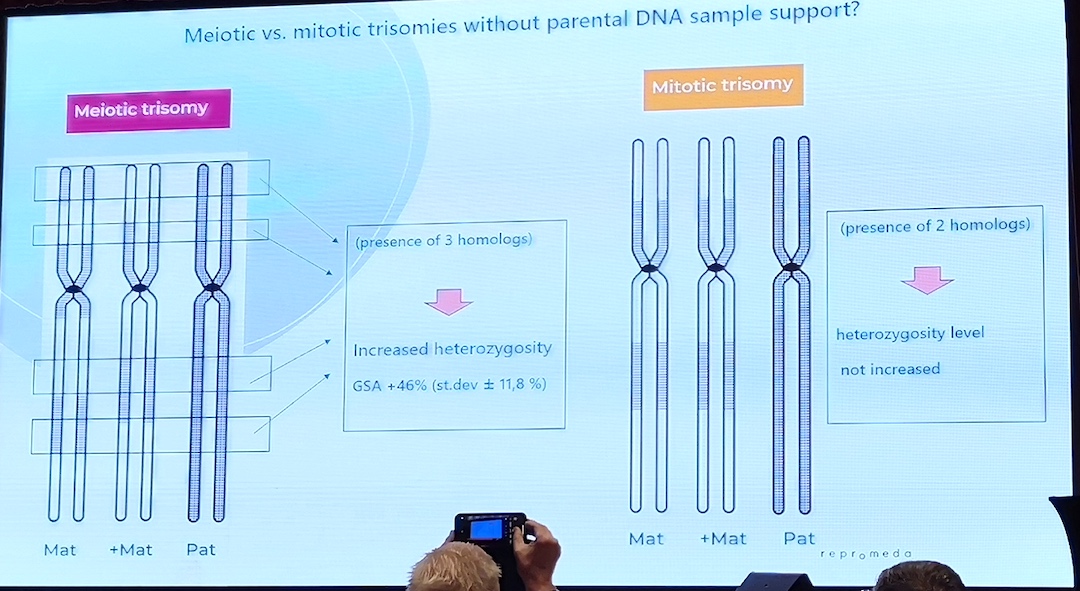 Meiotic vs. mitotic trisomies without parental DNA sample support?
Meiotic trisomy
(presence of 3 homologs)
Increased heterozygosity
GSA +46% (st.dev ± 11,8 %)
Mat +Mat Pat
Mitotic trisomy
(presence of 2 homologs)
heterozygosity level
not increased
Mat +Mat Pat
repromeda